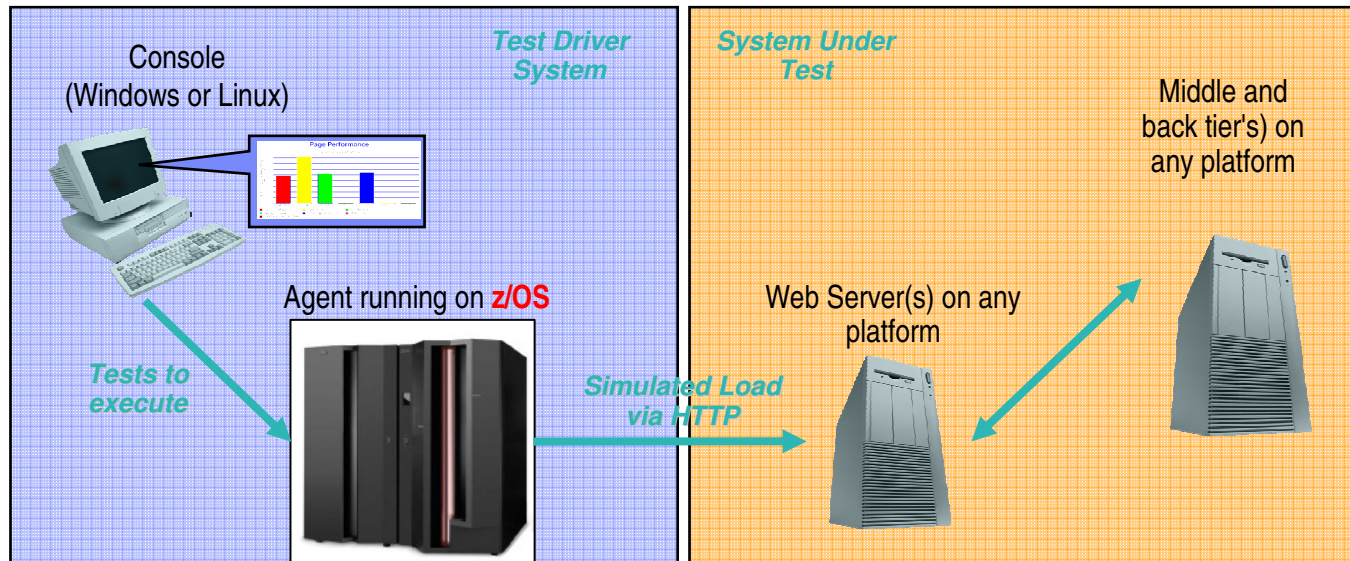 Test Driver
System
Console
(Windows or Linux)
Page Performance
Agent running on z/OS
Tests to
execute
Simulated Load
via HTTP
System Under
Test
Middle and
back tier's) on
any platform
Web Server(s) on any
platform